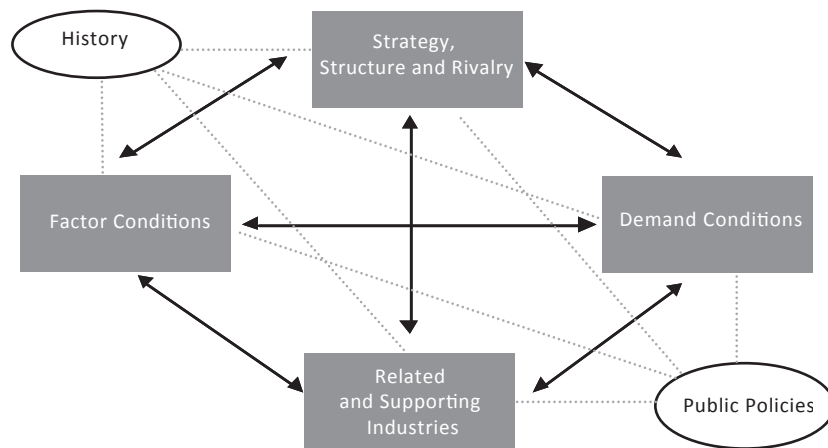 History
Strategy,
Structure and Rivalry
Factor Conditions
Demand Conditions
Related
and Supporting
Industries
Public Policies